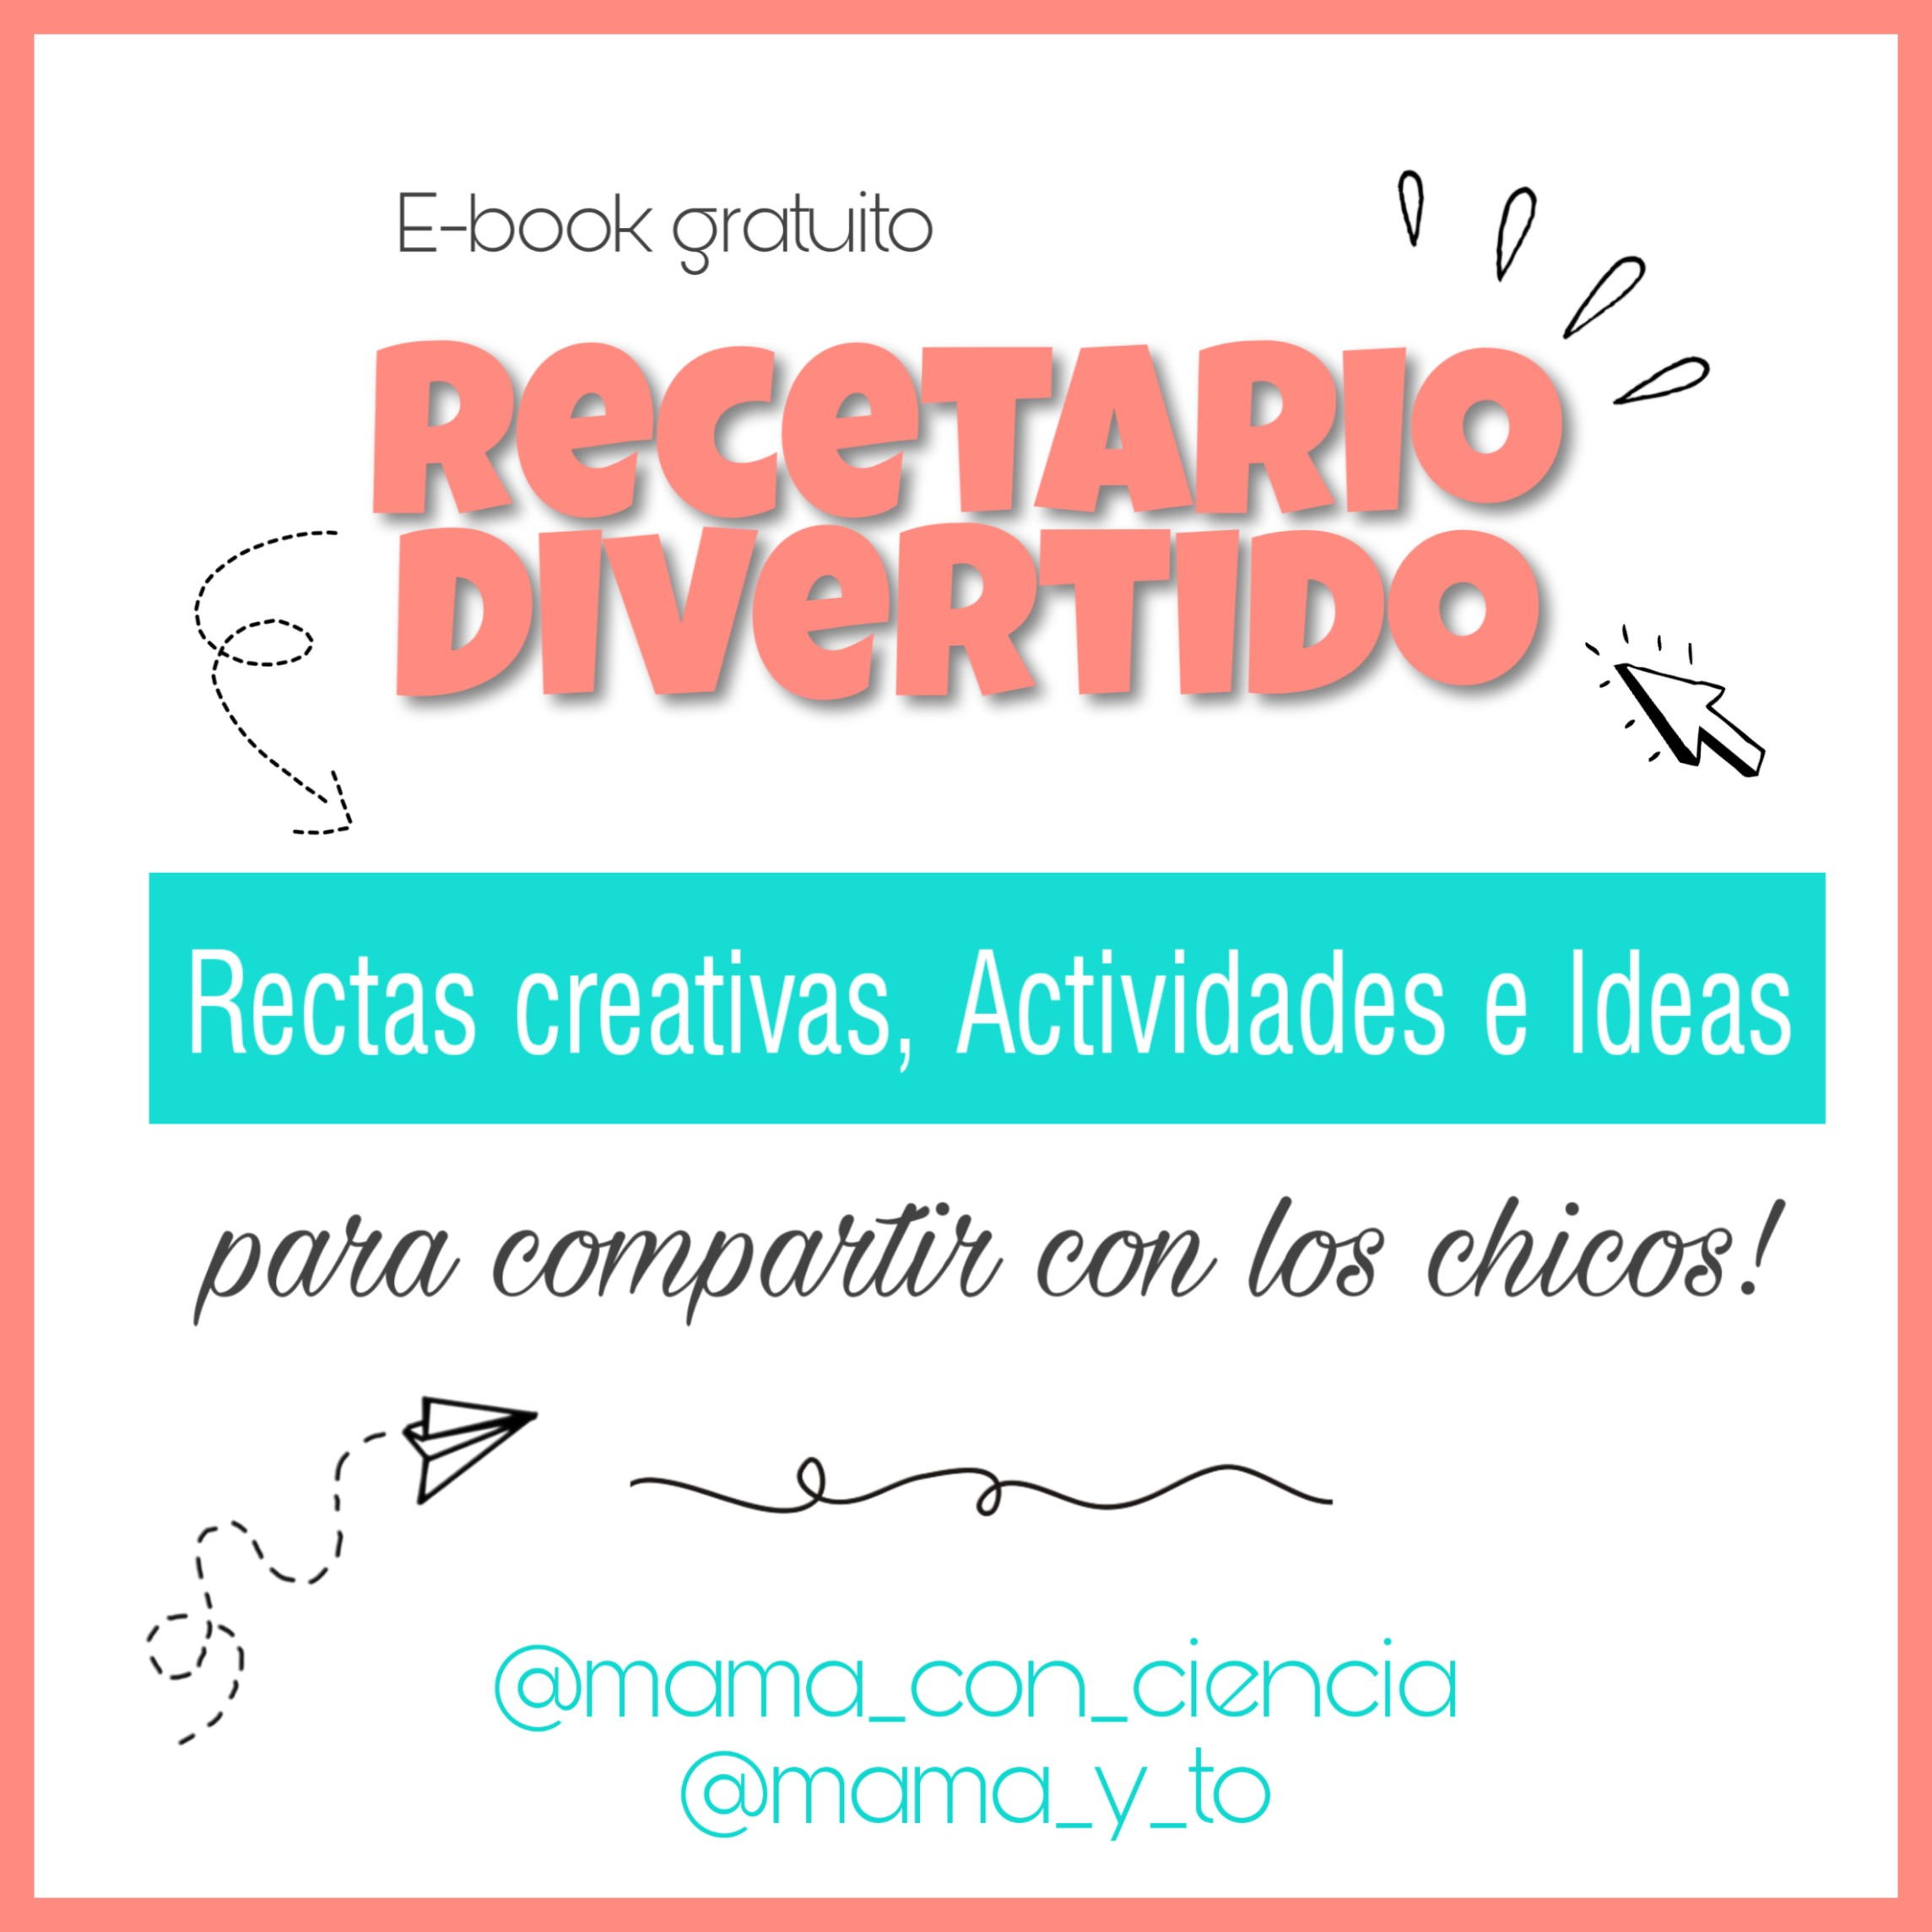 E-book gratuito
RECETARIO
DIVERTIDO
Rectas creativas, Actividades e Ideas
para compartir con los chicos!
@mama_con_ciencia
@mama_y_to